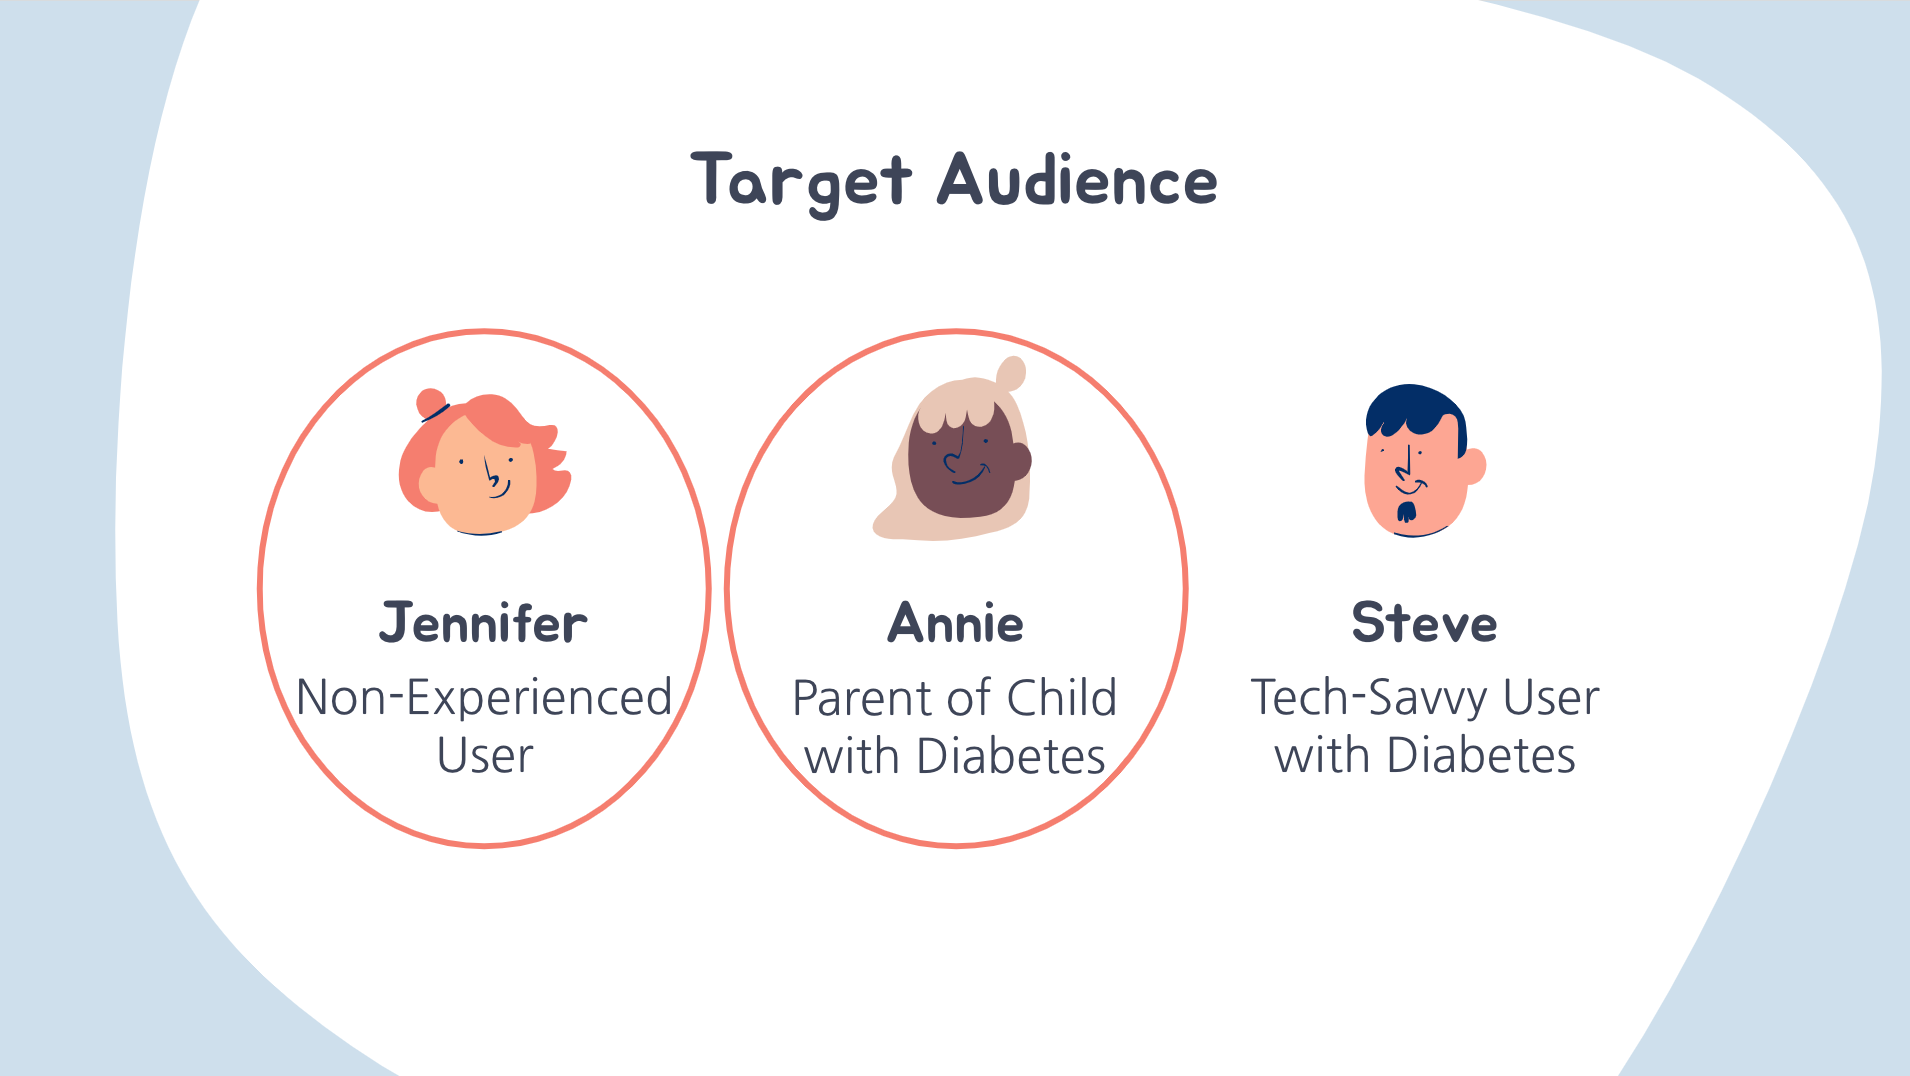 Target Audience
Jennifer
Non-Experienced
User
Annie
Parent of Child
with Diabetes
Steve
Tech-Savvy User
with Diabetes